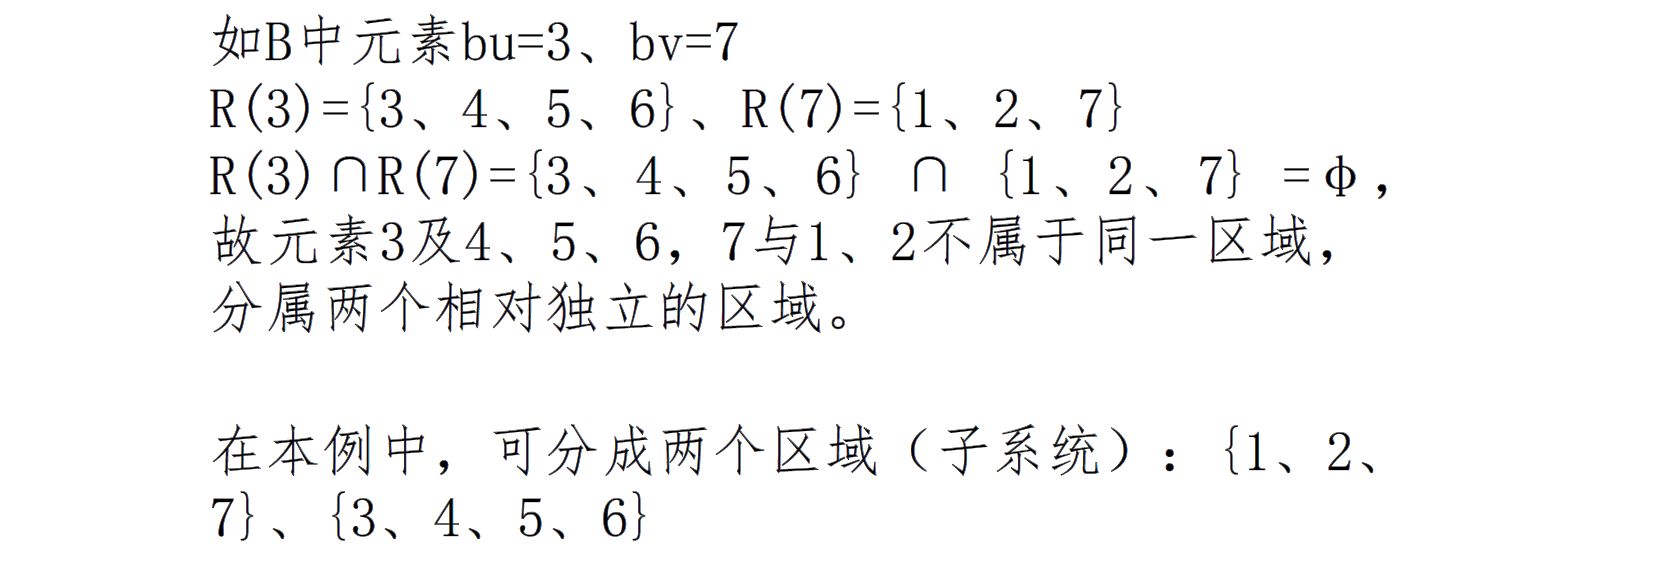 如B中元素bu=3、bv=7
R(3)={3、4、5、6}、R(7)={1、2、7}
R(3)∩R(7)={3、4、5、6} ∩ {1、2、7} =φ，
故元素3及4、5、6，7与1、2不属于同一区域，
分属两个相对独立的区域。
在本例中，可分成两个区域（子系统）：{1、2、
7}、{3、4、5、6}